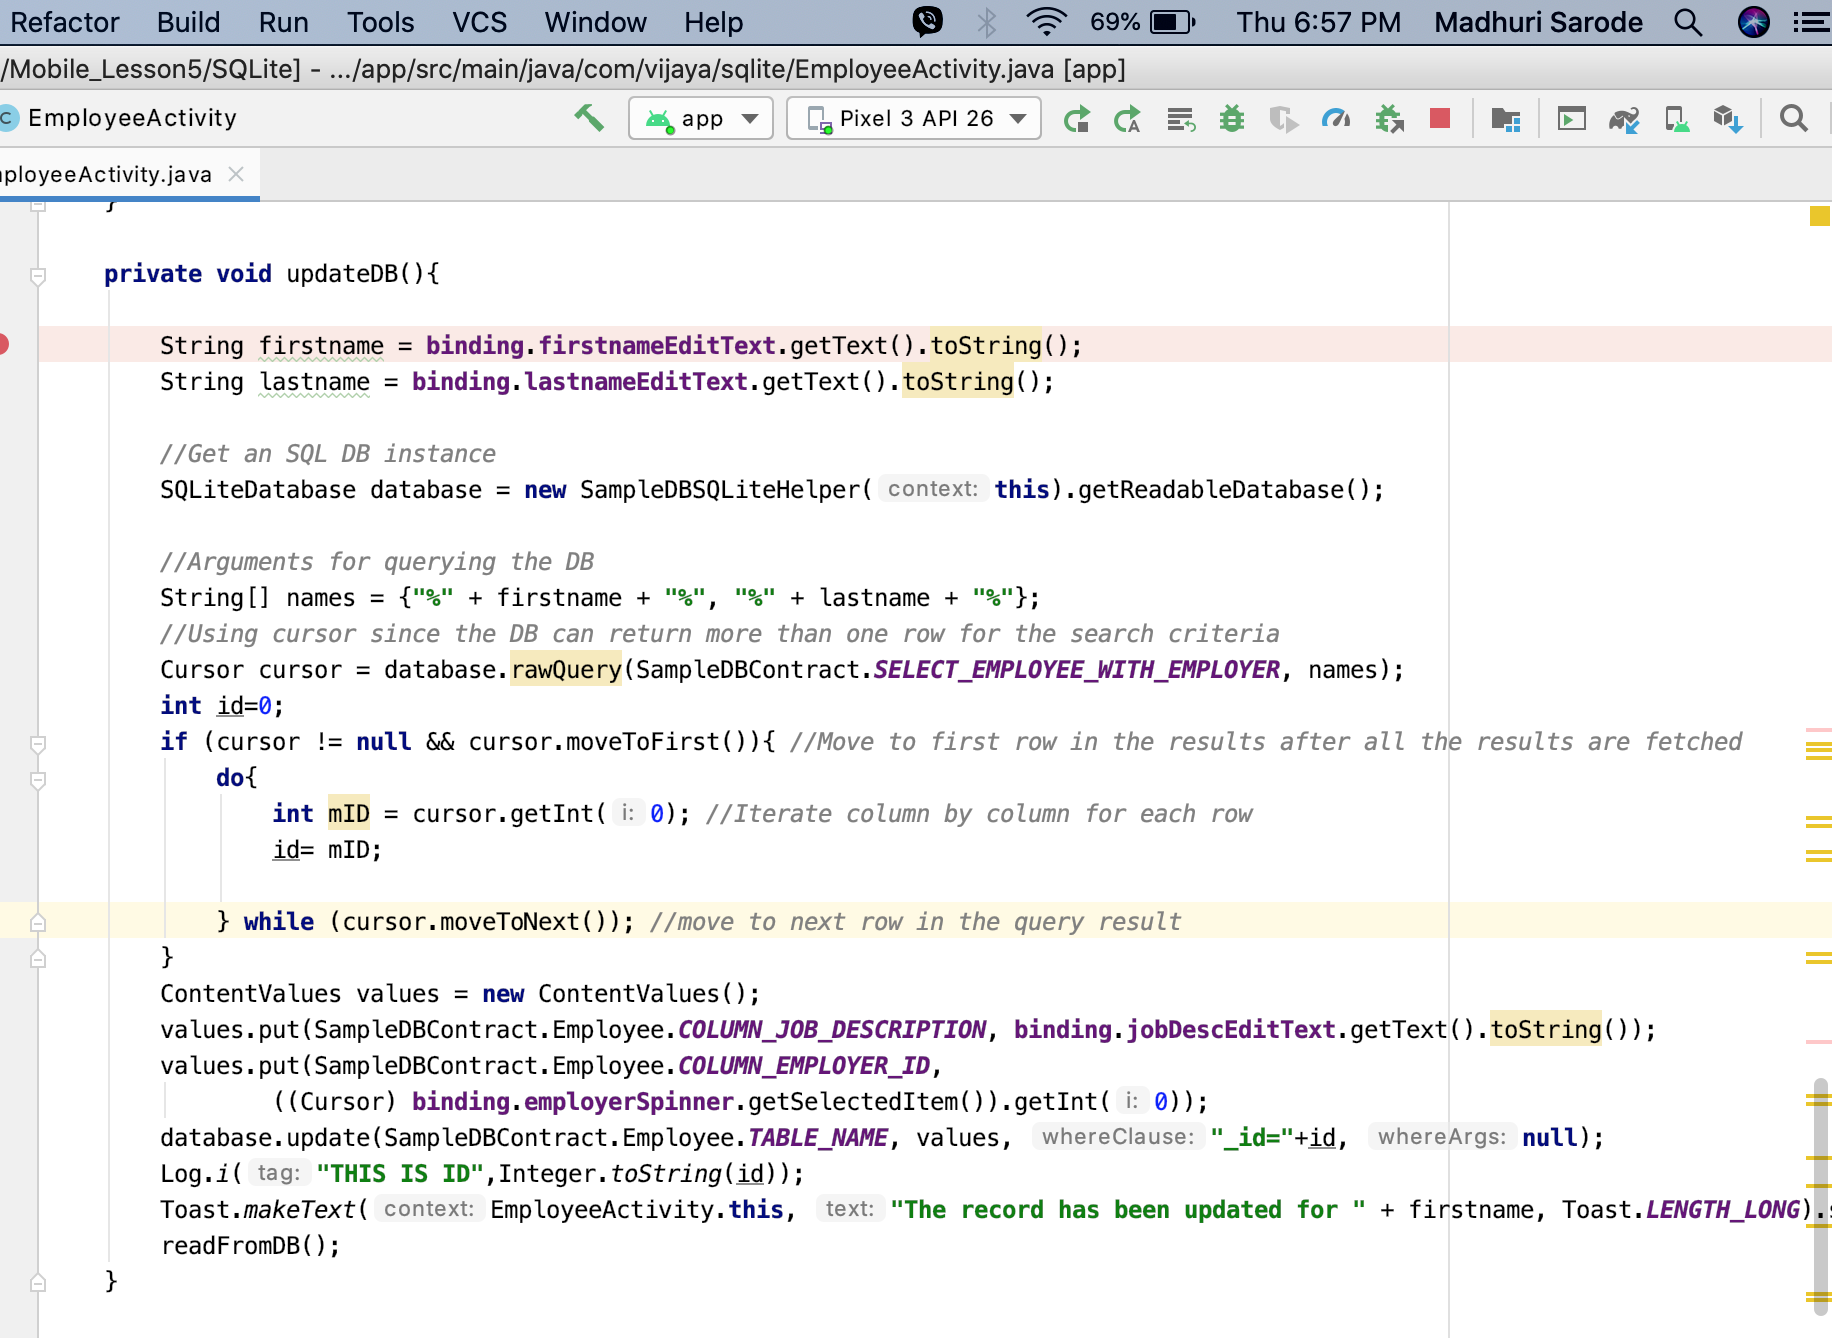 Refactor Build Run Tools VCS Window Help 69% Thu 6:57 PM Madhuri Sarode
/Mobile_Lesson5/SQLite] - .../app/src/main/java/com/vijaya/sqlite/EmployeeActivity.java [app]
C EmployeeActivity app Pixel 3 API 26
mployeeActivity.java
}
private void updateDB(){
String firstname = binding.firstnameEditText.getText().toString();
String lastname = binding.lastnameEditText.getText().toString();
//Get an SQL DB instance
SQLiteDatabase database = new SampleDBSQLiteHelper( context: this).getReadableDatabase();
//Arguments for querying the DB
String[] names = {"%" + firstname + "%", "%" + lastname + "%"};
//Using cursor since the DB can return more than one row for the search criteria
Cursor cursor = database.rawQuery(SampleDBContract.SELECT_EMPLOYEE_WITH_EMPLOYER, names);
int id=0;
if (cursor != null && cursor.moveToFirst()){ //Move to first row in the results after all the results are fetched
do{
int mID = cursor.getInt( i: 0); //Iterate column by column for each row
id= mID;
} while (cursor.moveToNext()); //move to next row in the query result
}
ContentValues values = new ContentValues();
values.put(SampleDBContract.Employee.COLUMN_JOB_DESCRIPTION, binding.jobDescEditText.getText().toString());
values.put(SampleDBContract.Employee.COLUMN_EMPLOYER_ID,
((Cursor) binding.employerSpinner.getSelectedItem()).getInt( i: 0));
database.update(SampleDBContract.Employee.TABLE_NAME, values, whereClause: "_id="+id, whereArgs: null);
Log.i( tag: "THIS IS ID",Integer.toString(id));
Toast.makeText( context: EmployeeActivity.this, text: "The record has been updated for " + firstname, Toast.LENGTH_LONG).s
readFromDB();
}